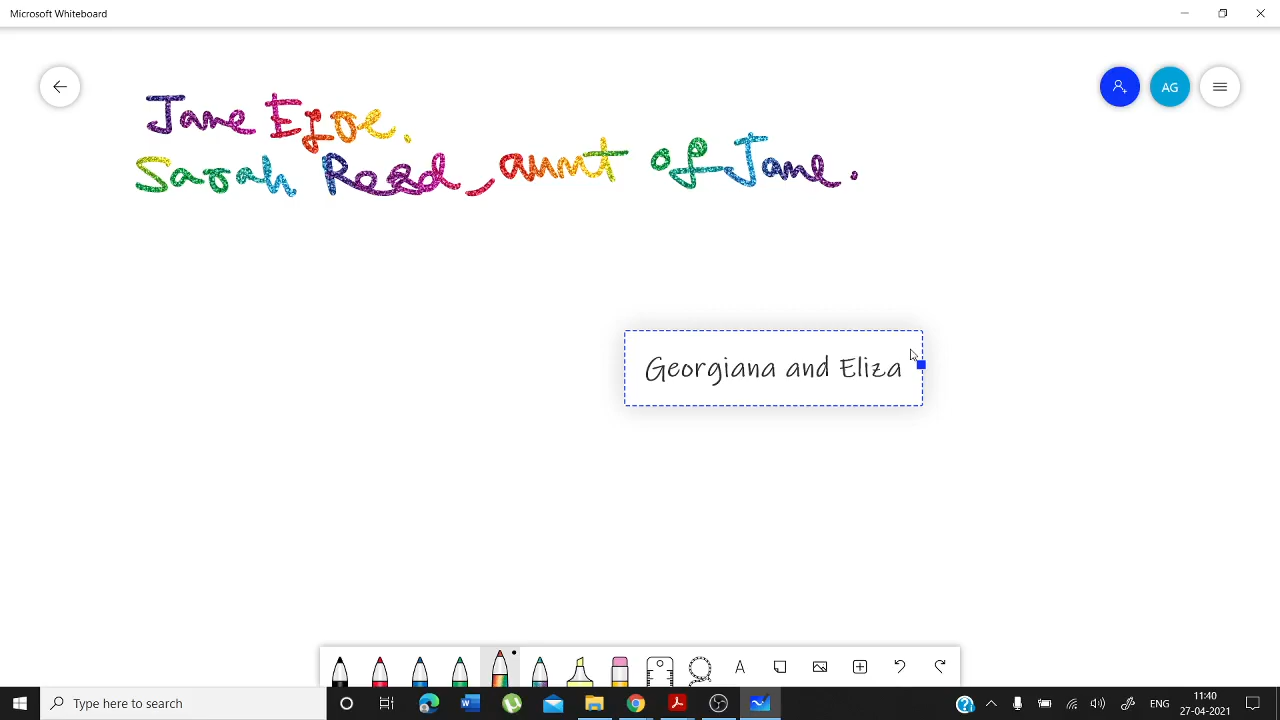 Microsoft Whiteboard
AG
Jane Eyre.
Sarah Read, aunt of Jane.
Georgiana and Eliza
A
Type here to search
ENG
11:40
27-04-2021